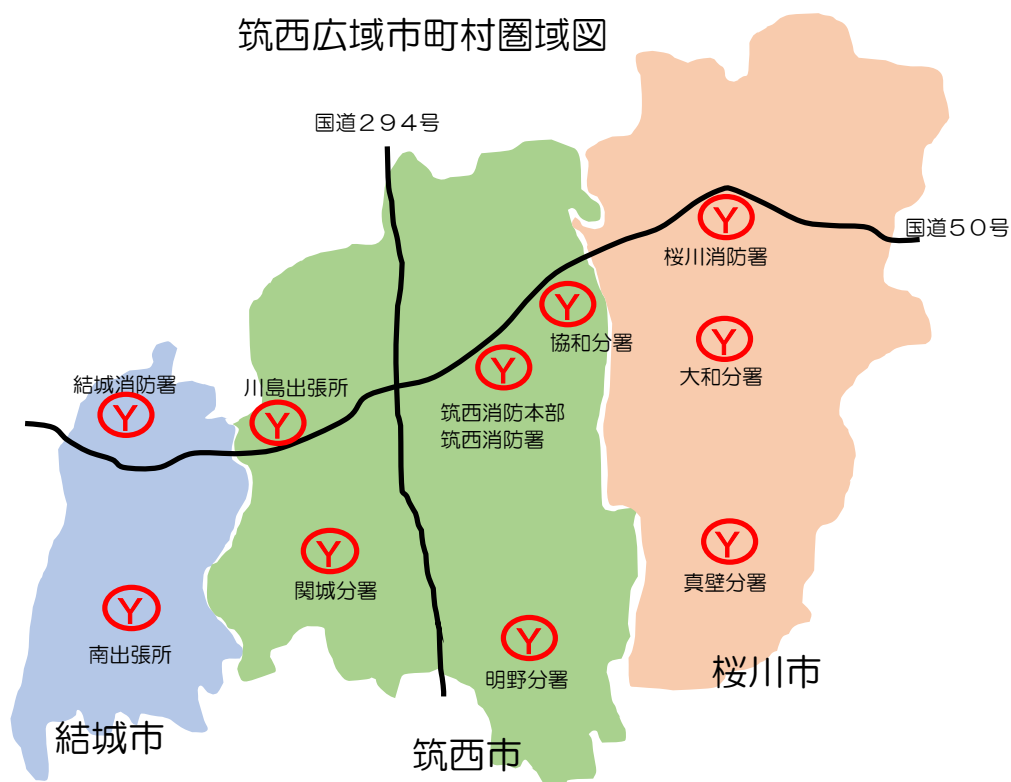 筑西広域市町村圏域図
国道２９４号
国道５０号
Y
桜川消防署
Y
協和分署
Y
大和分署
Y
筑西消防本部
筑西消防署
結城消防署
Y
川島出張所
Y
Y
関城分署
Y
真壁分署
Y
南出張所
Y
明野分署
結城市
筑西市
桜川市